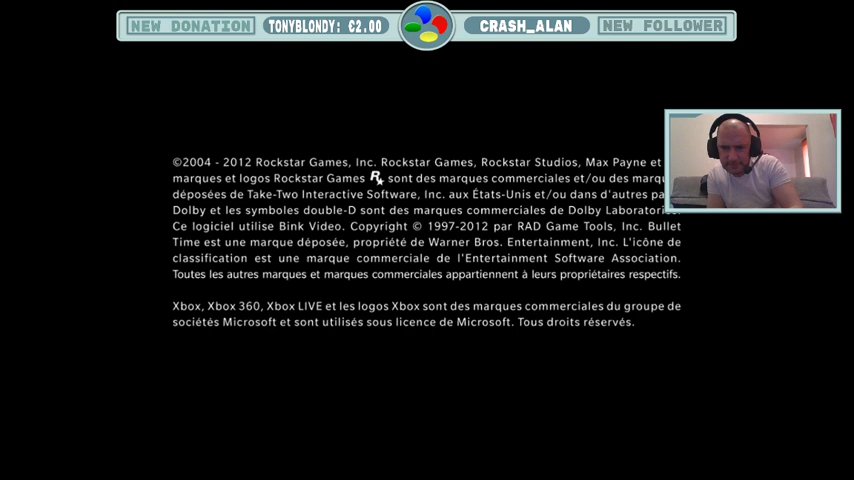 NEW DONATION TONYBLONDY: €2.00 CRASH_ALAN NEW FOLLOWER
©2004 - 2012 Rockstar Games, Inc. Rockstar Games, Rockstar Studios, Max Payne et
marques et logos Rockstar Games R★ sont des marques commerciales et/ou des
déposées de Take-Two Interactive Software, Inc. aux États-Unis et/ou dans d'autres
Dolby et les symboles double-D sont des marques commerciales de Dolby
Ce logiciel utilise Bink Video. Copyright © 1997-2012 par RAD Game Tools, Inc. Bullet
Time est une marque déposée, propriété de Warner Bros. Entertainment, Inc. L'icône de
classification est une marque commerciale de l'Entertainment Software Association.
Toutes les autres marques et marques commerciales appartiennent à leurs propriétaires respectifs.
Xbox, Xbox 360, Xbox LIVE et les logos Xbox sont des marques commerciales du groupe de
sociétés Microsoft et sont utilisés sous licence de Microsoft. Tous droits réservés.